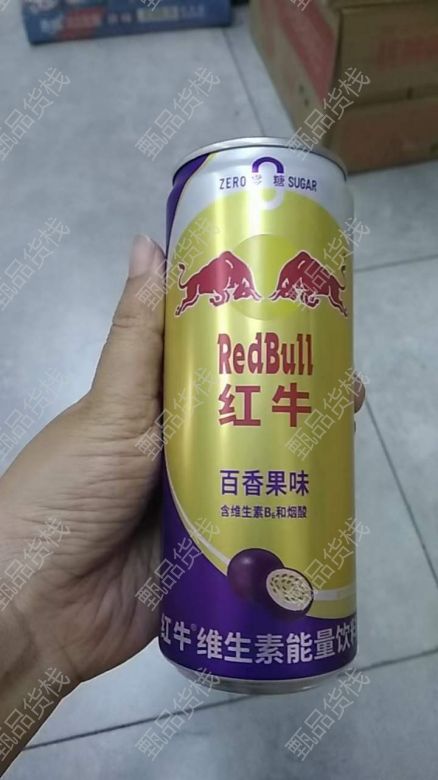 ZERO 零糖 SUGAR
RedBull
红牛
百香果味
含维生素B₆和烟酸
红牛®维生素能量饮料
甄品货栈